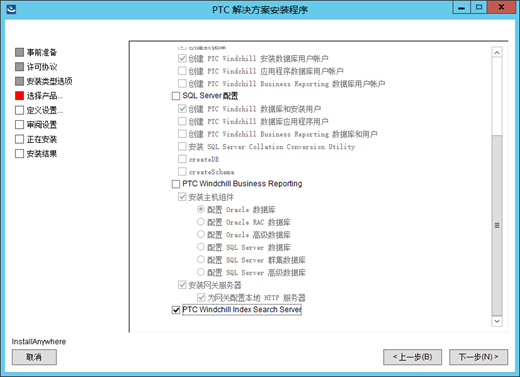 PTC 解决方案安装程序
事前准备
许可协议
安装类型选项
选择产品...
定义设置...
审阅设置
正在安装
安装结果
创建数据库
创建 PTC Windchill 安装数据库用户帐户
创建 PTC Windchill 应用程序数据库用户帐户
创建 PTC Windchill Business Reporting 数据库用户帐户
SQL Server 配置
创建 PTC Windchill 数据库和安装用户
创建 PTC Windchill 数据库应用程序用户
创建 PTC Windchill Business Reporting 数据库和用户
安装 SQL Server Collation Conversion Utility
createDB
createSchema
PTC Windchill Business Reporting
安装主机组件
配置 Oracle 数据库
配置 Oracle RAC 数据库
配置 Oracle 高级数据库
配置 SQL Server 数据库
配置 SQL Server 群集数据库
配置 SQL Server 高级数据库
安装网关服务器
为网关配置本地 HTTP 服务器
PTC Windchill Index Search Server
InstallAnywhere
取消
< 上一步(B)
下一步(N) >